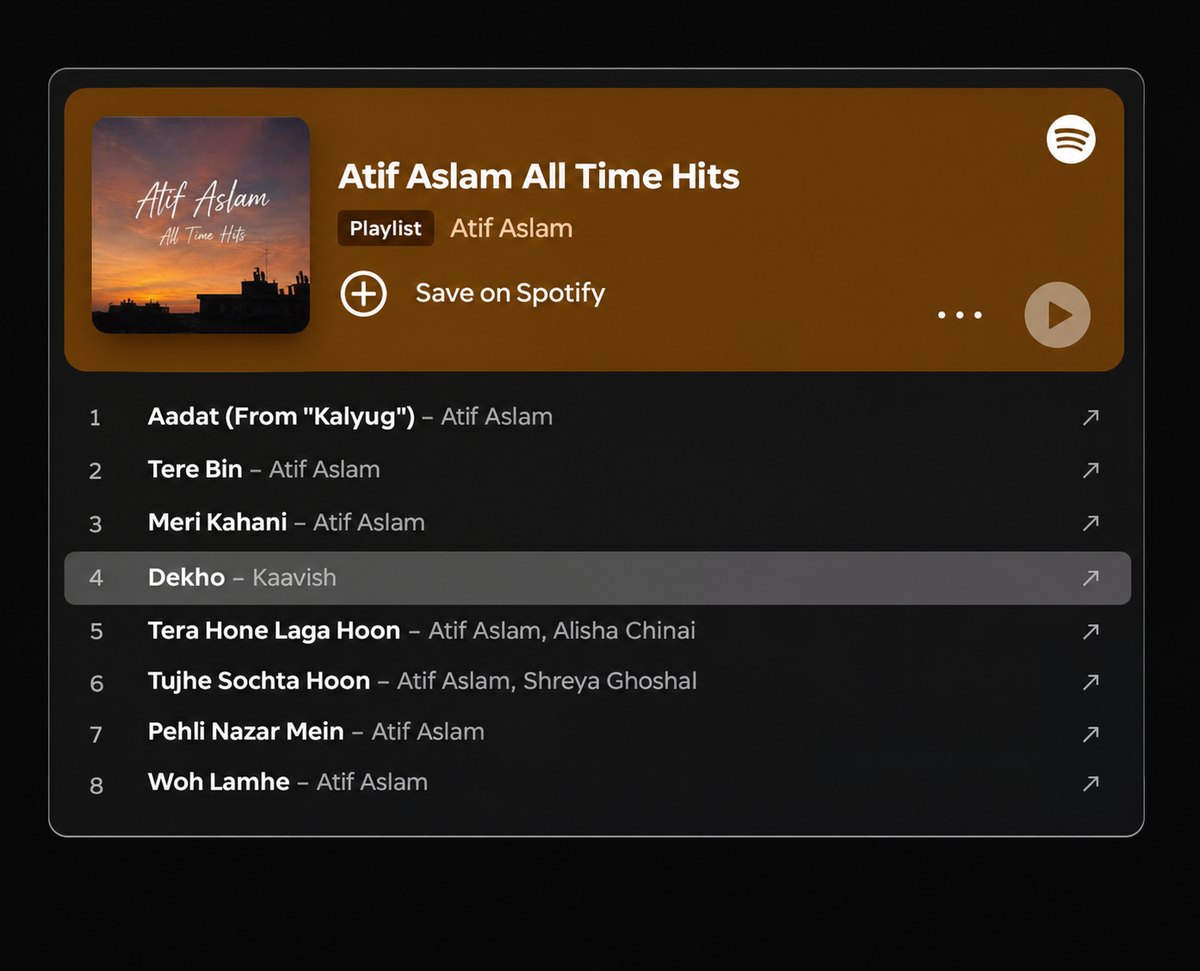 Atif Aslam
All Time Hits
Atif Aslam All Time Hits
Playlist Atif Aslam
Save on Spotify
1 Aadat (From "Kalyug") – Atif Aslam
2 Tere Bin – Atif Aslam
3 Meri Kahani – Atif Aslam
4 Dekho – Kaavish
5 Tera Hone Laga Hoon – Atif Aslam, Alisha Chinai
6 Tujhe Sochta Hoon – Atif Aslam, Shreya Ghoshal
7 Pehli Nazar Mein – Atif Aslam
8 Woh Lamhe – Atif Aslam